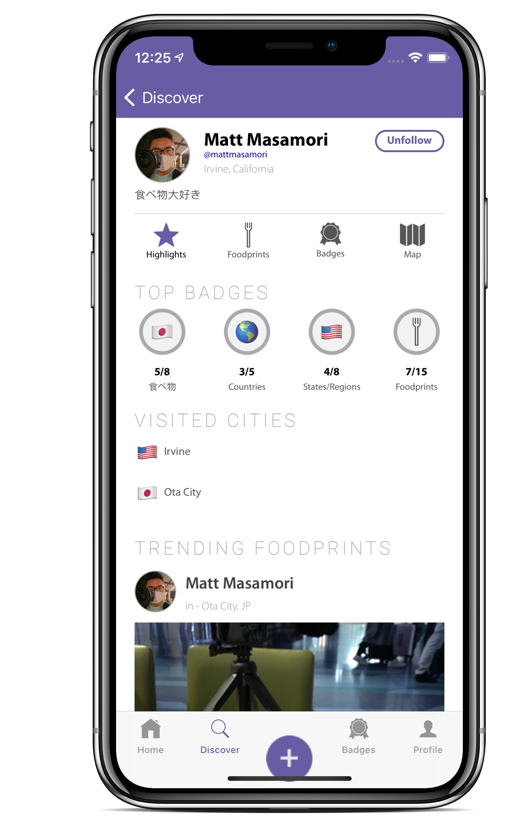 12:25
Discover
Matt Masamori
Unfollow
@mattmasamori
Irvine, California
食べ物大好き
Highlights
Foodprints
Badges
Map
TOP BADGES
5/8
3/5
4/8
7/15
食べ物
Countries
States/Regions
Foodprints
VISITED CITIES
Irvine
Ota City
TRENDING FOODPRINTS
Matt Masamori
in - Ota City, JP
Home
Discover
Badges
Profile